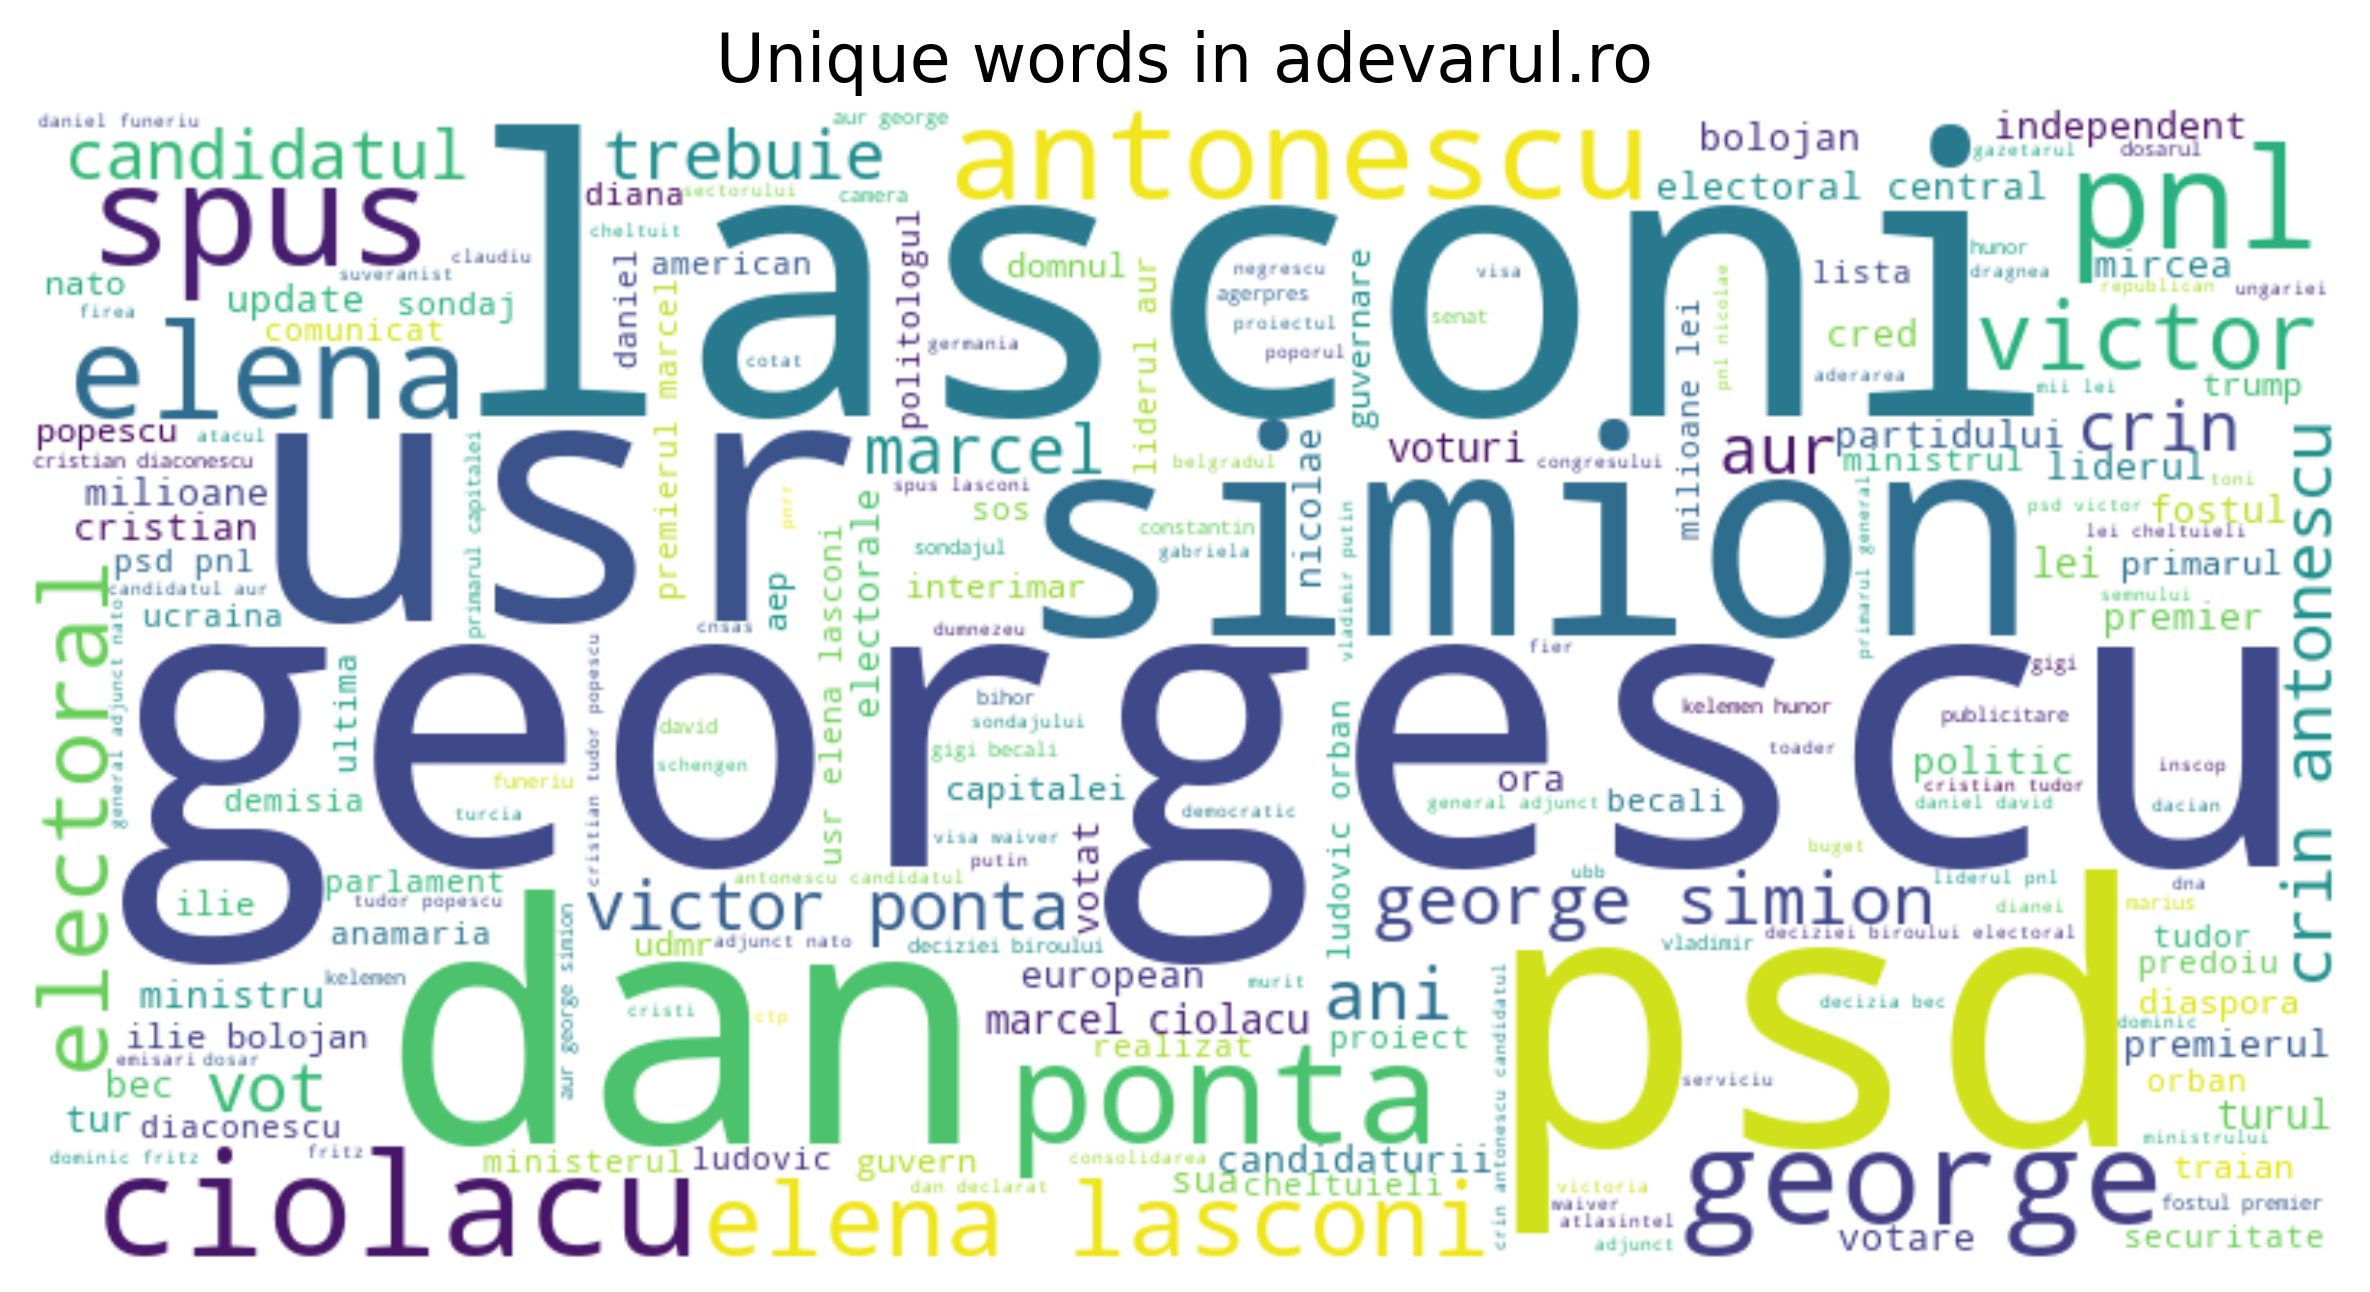 Unique words in adevarul.ro
daniel funeriu
aur george
candidatul
trebuie
antonescu
bolojan
independent
gazetarul
dosarul
spus
lasconi
diana
sectorului
camera
electoral central
pnl
cheltuit
claudiu
suveranist
american
politologul
domnul
negrescu
visa
hunor
lista
dragnea
mircea
nato
update
sondaj
daniel
agerpres
republican
ungariei
firea
comunicat
premierul marcel
liderul aur
guvernare
proiectul
senat
milioane lei
pnl nicolae
cred
victor
elena
cotat
germania
poporul
aderarea
mii lei
trump
popescu
atacul
usr
marcel
nicolae
voturi
aur
partidului
crin
cristian diaconescu
belgradul
congresului
ministrul
liderul
crin antonescu
milioane
primarul capitalei
pnrr
spus lasconi
simion
toni
cristian
sos
constantin
psd victor
fostul
psd pnl
electorale
sondajul
gabriela
vladimir putin
primarul general
lei cheltuieli
candidatul aur
aep
usr elena lasconi
interimar
lei
primarul
ucraina
cnsas
dumnezeu
semnului
premier
electoral
general adjunct nato
georgescu
cristian tudor popescu
fier
gigi
ultima
bihor
kelemen hunor
david
sondajului
ludovic orban
publicitare
schengen
gigi becali
toader
politic
inscop
funeriu
capitalei
ora
cristian tudor
demisia
turcia
democratic
general adjunct
becali
daniel david
dacian
visa waiver
votat
putin
buget
parlament
antonescu candidatul
ubb
liderul pnl
dna
ilie
tudor popescu
victor ponta
george simion
dianei
marius
anamaria
aur george simion
udmr
adjunct nato
deciziei biroului
vladimir
deciziei biroului electoral
tudor
kelemen
dan
european
murit
psd
predoiu
ministru
ani
crin antonescu candidatul
decizia bec
diaspora
cristi
ctp
marcel ciolacu
dominic
ilie bolojan
realizat
proiect
premierul
emisari
dosar
bec
vot
ponta
serviciu
orban
tur
diaconescu
turul
ministrului
dominic fritz
fritz
ministerul
ludovic
guvern
consolidarea
candidaturii
george
traian
ciolacu
elena lasconi
dan declarat
sua
cheltuieli
victoria
waiver
fostul premier
atlasintel
adjunct
votare
securitate